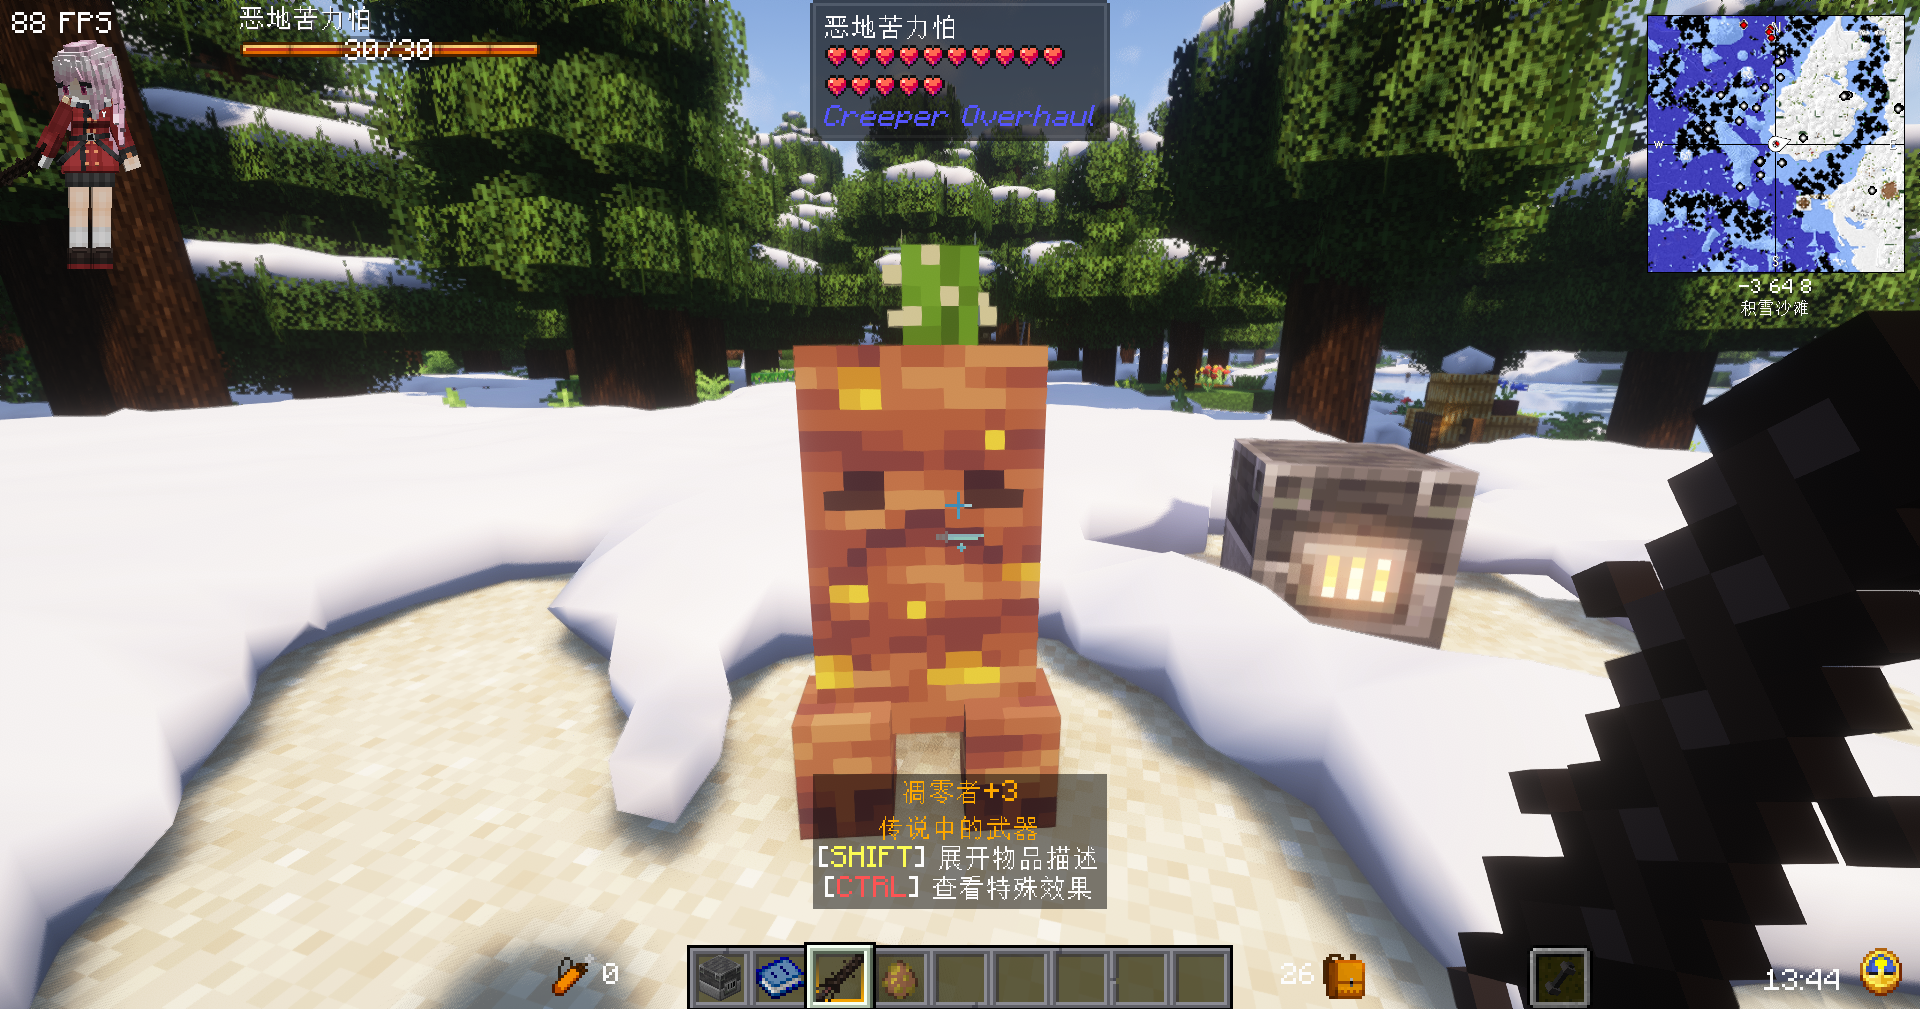 88 FPS
恶地苦力怕
30/30
恶地苦力怕
Creeper Overhaul
N
W
E
S
-3 64 8
积雪沙滩
凋零者+3
传说中的武器
[SHIFT] 展开物品描述
[CTRL] 查看特殊效果
0
26
13:44